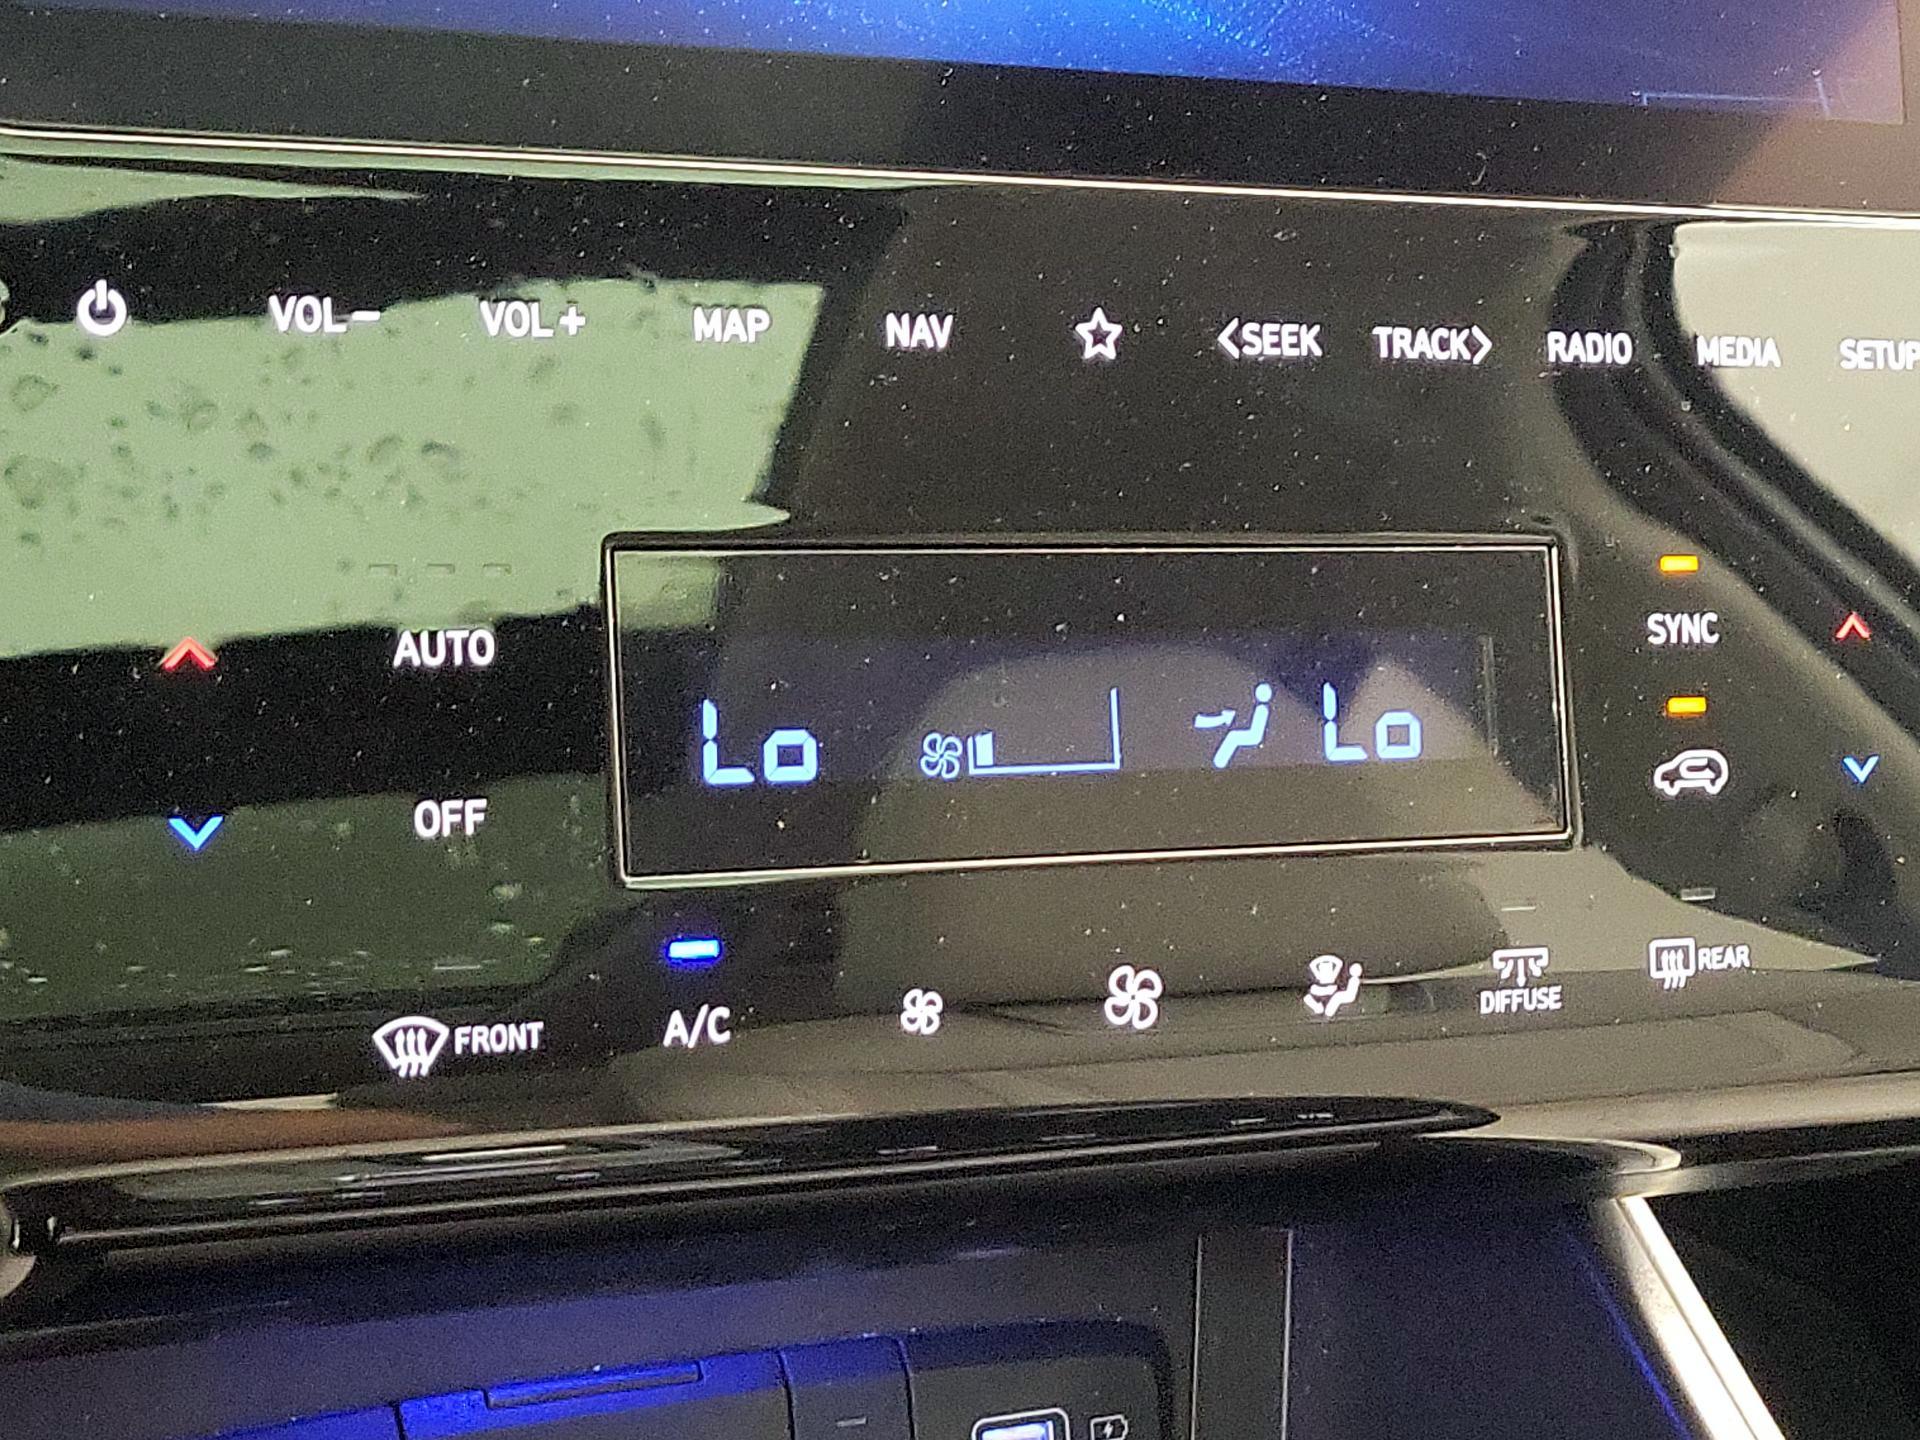 VOL- VOL+ MAP NAV <SEEK TRACK> RADIO MEDIA SETUP
SYNC
AUTO
Lo Lo
OFF
FRONT A/C DIFFUSE REAR